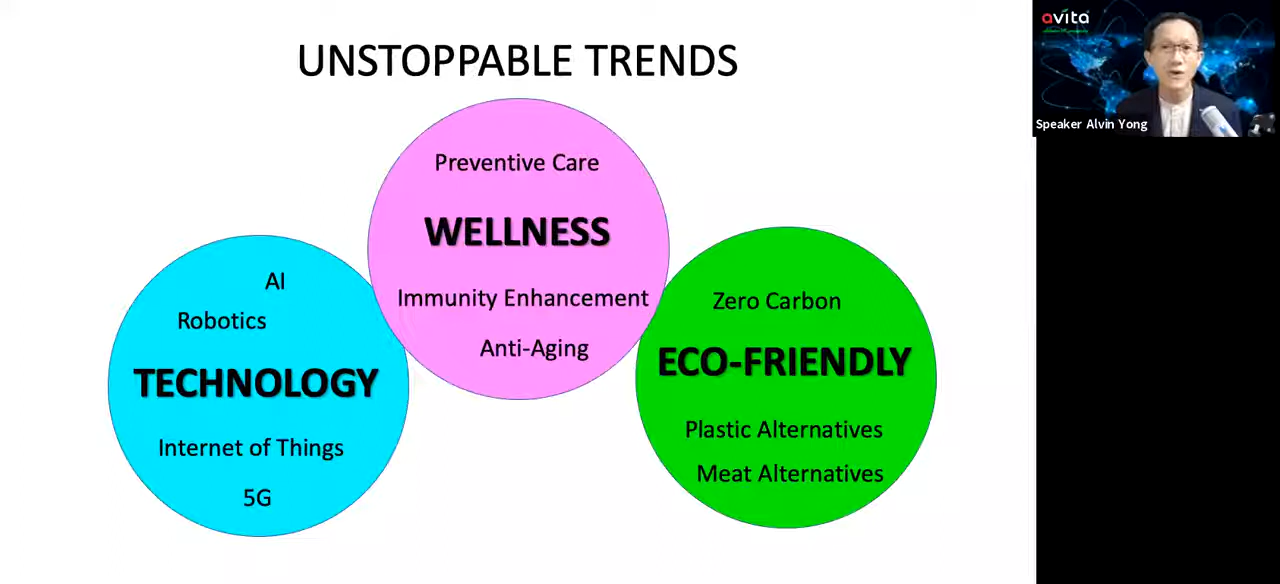 UNSTOPPABLE TRENDS
Preventive Care
WELLNESS
Immunity Enhancement
Anti-Aging
AI
Robotics
TECHNOLOGY
Internet of Things
5G
Zero Carbon
ECO-FRIENDLY
Plastic Alternatives
Meat Alternatives
avita
Speaker Alvin Yong